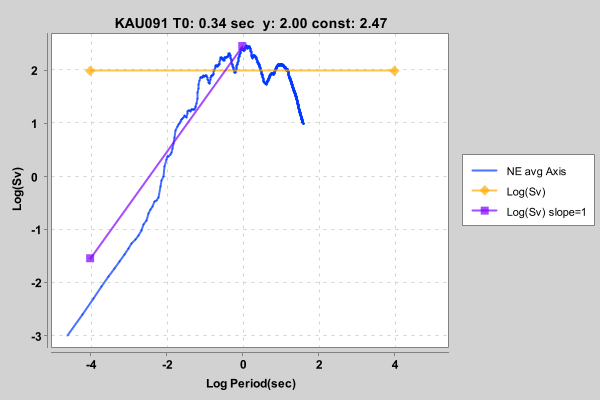 KAU091 T0: 0.34 sec  y: 2.00 const: 2.47
Log(Sv)
2
1
0
-1
-2
-3
-4
-2
0
2
4
Log Period(sec)
NE avg Axis
Log(Sv)
Log(Sv) slope=1